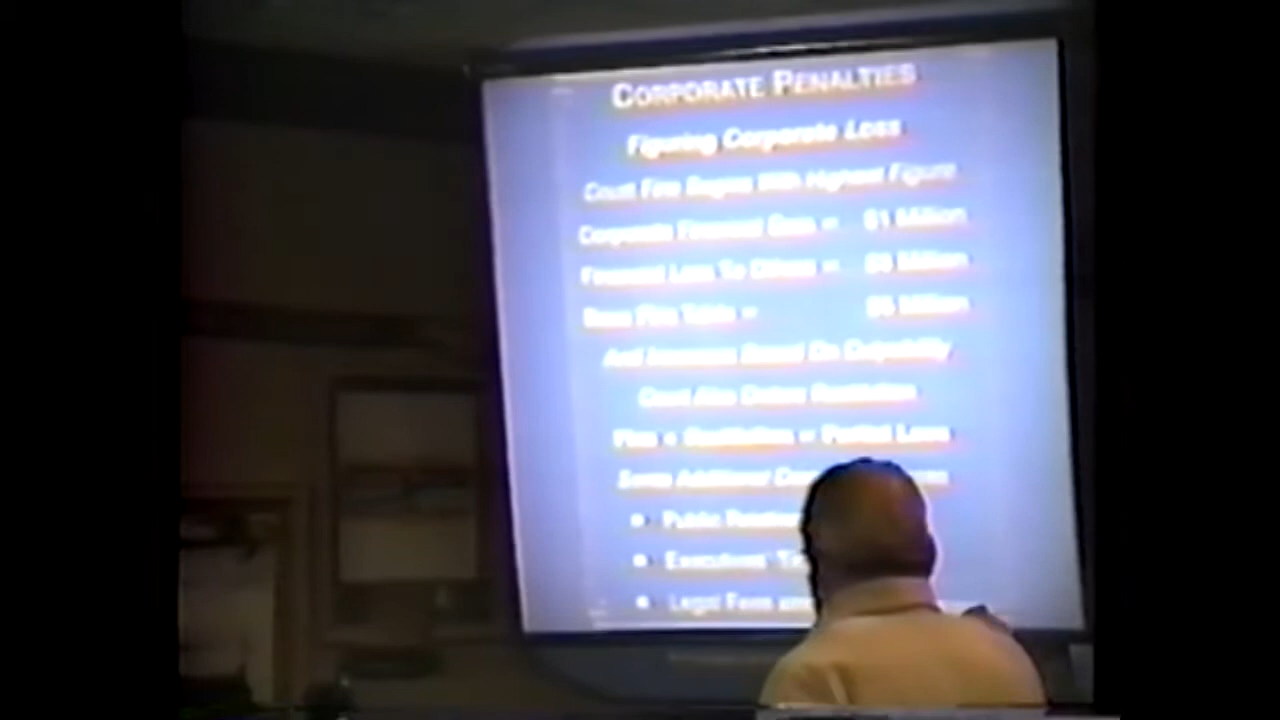 CORPORATE PENALTIES
Figuring Corporate Loss
Court Fine Begins With Highest Figure
Corporate Financial Gain = $1 Million
Financial Loss To Others = Million
Base Fine Table = $5 Million
And Increases Based On Culpability
Court Also Orders Restitution
Fine + Restitution = Partial Loss
Some Additional
• Public
• Executives'
• Legal Fees